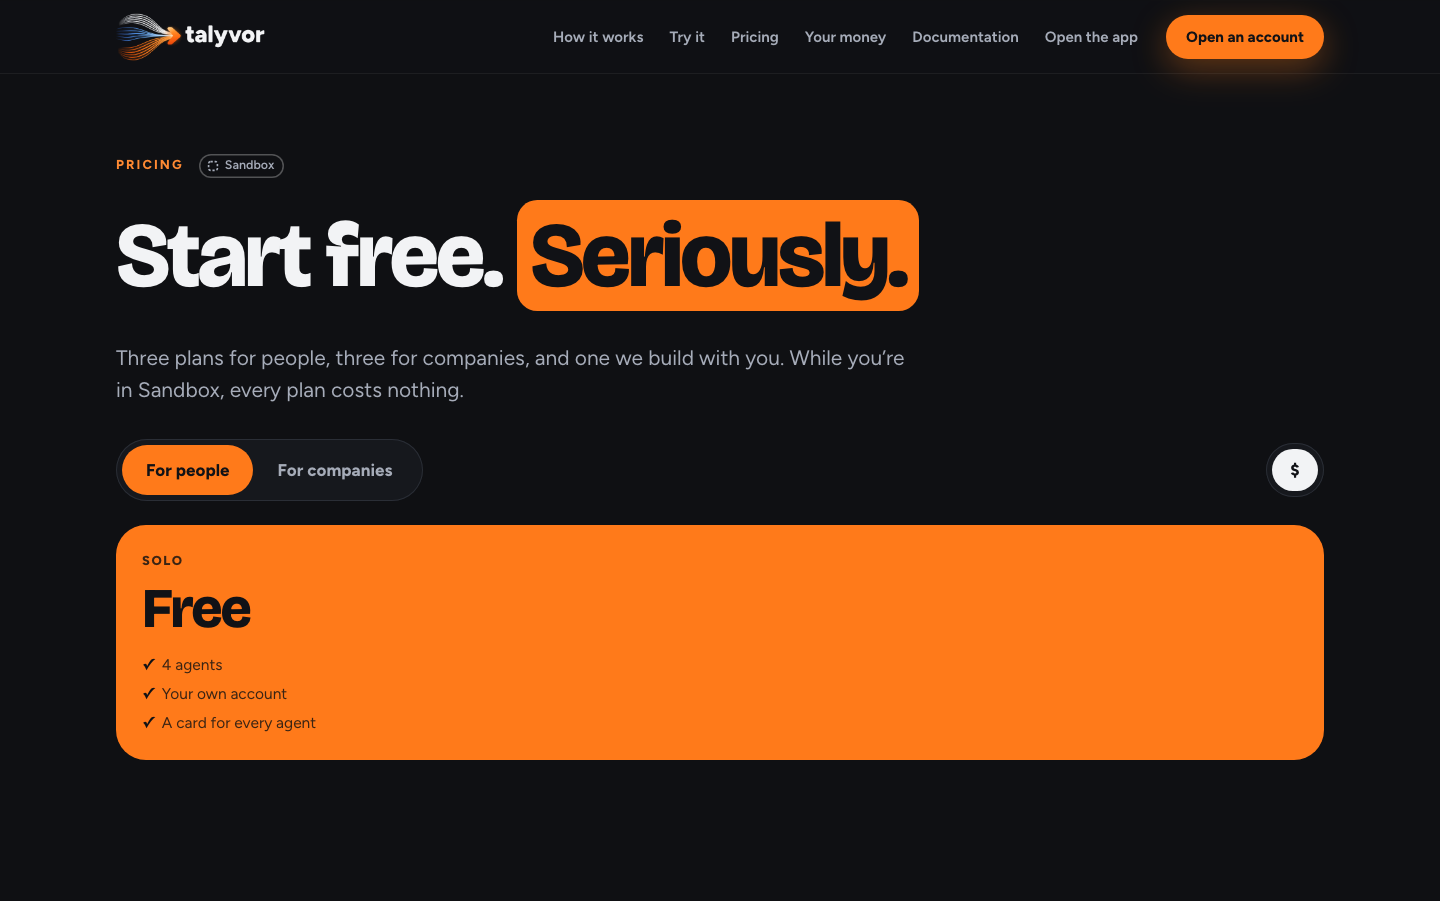 talyvor
How it works
Try it
Pricing
Your money
Documentation
Open the app
Open an account
PRICING
Sandbox
Start free. Seriously.
Three plans for people, three for companies, and one we build with you. While you’re
in Sandbox, every plan costs nothing.
For people
For companies
$
SOLO
Free
✓ 4 agents
✓ Your own account
✓ A card for every agent